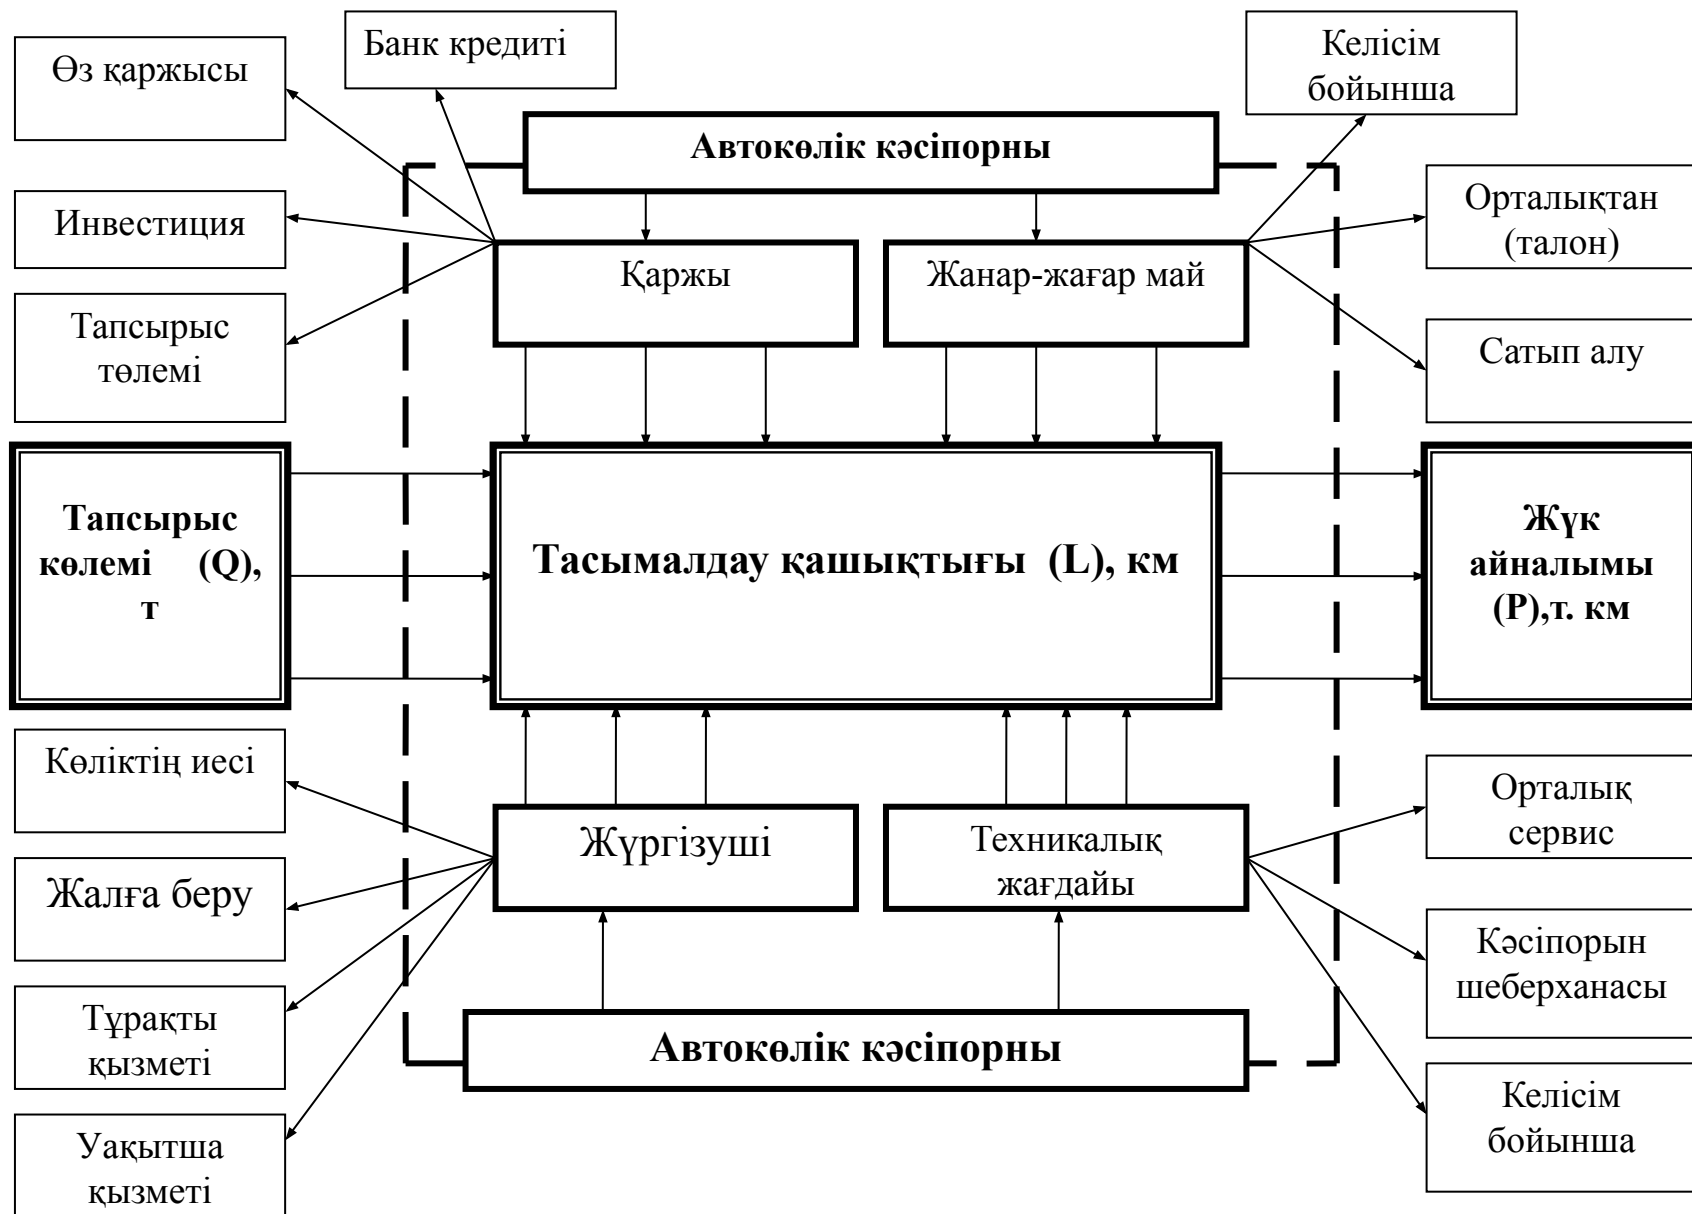 Өз қаржысы
Банк кредиті
Келісім
бойынша
Автокөлік кәсіпорны
Инвестиция
Орталықтан
(талон)
Қаржы
Жанар-жағар май
Тапсырыс
төлемі
Сатып алу
Тапсырыс
көлемі (Q),
т
Тасымалдау қашықтығы (L), км
Жүк
айналымы
(Р),т. км
Көліктің иесі
Жүргізуші
Техникалық
жағдайы
Орталық
сервис
Жалға беру
Кәсіпорын
шеберханасы
Тұрақты
қызметі
Автокөлік кәсіпорны
Келісім
бойынша
Уақытша
қызметі